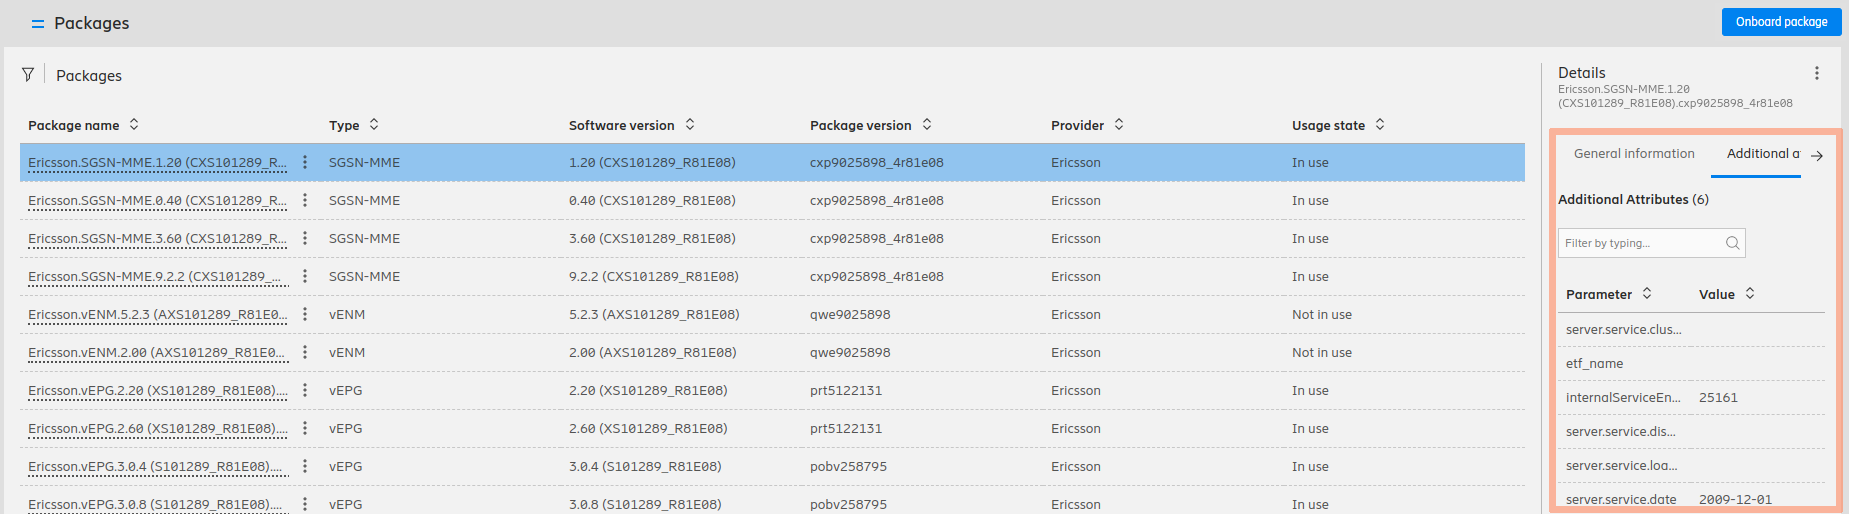 Packages
Onboard package
Packages
Package name Type Software version Package version Provider Usage state
Ericsson.SGSN-MME.1.20 (CXS101289_R... SGSN-MME 1.20 (CXS101289_R81E08) cxp9025898_4r81e08 Ericsson In use
Ericsson.SGSN-MME.0.40 (CXS101289_R... SGSN-MME 0.40 (CXS101289_R81E08) cxp9025898_4r81e08 Ericsson In use
Ericsson.SGSN-MME.3.60 (CXS101289_R... SGSN-MME 3.60 (CXS101289_R81E08) cxp9025898_4r81e08 Ericsson In use
Ericsson.SGSN-MME.9.2.2 (CXS101289_... SGSN-MME 9.2.2 (CXS101289_R81E08) cxp9025898_4r81e08 Ericsson In use
Ericsson.vENM.5.2.3 (AXS101289_R81E0... vENM 5.2.3 (AXS101289_R81E08) qwe9025898 Ericsson Not in use
Ericsson.vENM.2.00 (AXS101289_R81E0... vENM 2.00 (AXS101289_R81E08) qwe9025898 Ericsson Not in use
Ericsson.vEPG.2.20 (XS101289_R81E08).... vEPG 2.20 (XS101289_R81E08) prt5122131 Ericsson In use
Ericsson.vEPG.2.60 (XS101289_R81E08).... vEPG 2.60 (XS101289_R81E08) prt5122131 Ericsson In use
Ericsson.vEPG.3.0.4 (S101289_R81E08).... vEPG 3.0.4 (S101289_R81E08) pobv258795 Ericsson In use
Ericsson.vEPG.3.0.8 (S101289_R81E08).... vEPG 3.0.8 (S101289_R81E08) pobv258795 Ericsson In use
Details
Ericsson.SGSN-MME.1.20
(CXS101289_R81E08).cxp9025898_4r81e08
General information Additional a
Additional Attributes (6)
Filter by typing...
Parameter Value
server.service.clus...
etf_name
internalServiceEn... 25161
server.service.dis...
server.service.loa...
server.service.date 2009-12-01